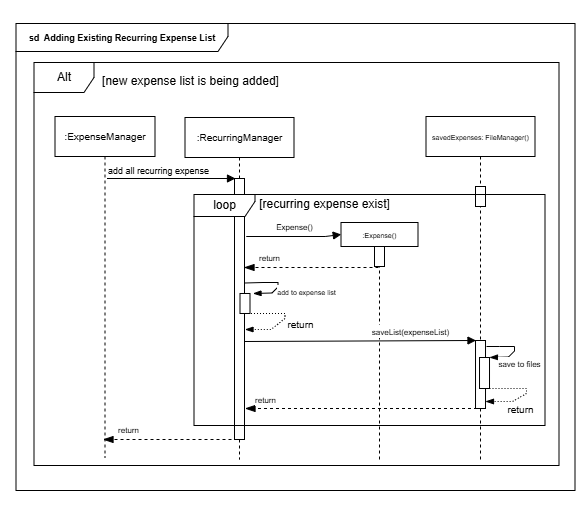 sd Adding Existing Recurring Expense List
Alt
[new expense list is being added]
:ExpenseManager
:RecurringManager
savedExpenses: FileManager()
add all recurring expense
loop
[recurring expense exist]
Expense()
:Expense()
return
add to expense list
return
saveList(expenseList)
save to files
return
return
return